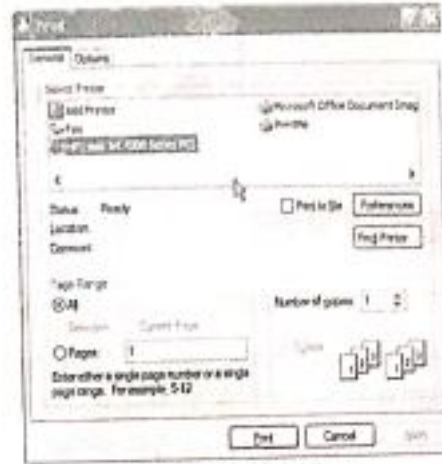 Print
General Options
Select Printer
Add Printer
Microsoft Office Document Imag
Fax
Status: Ready
Print to file Preferences
Location:
Comment:
Find Printer
Page Range
All
Number of copies: 1
Selection Current Page
Pages: 1
Collate
Enter either a single page number or a single
page range. For example, 5-12
Print Cancel Apply